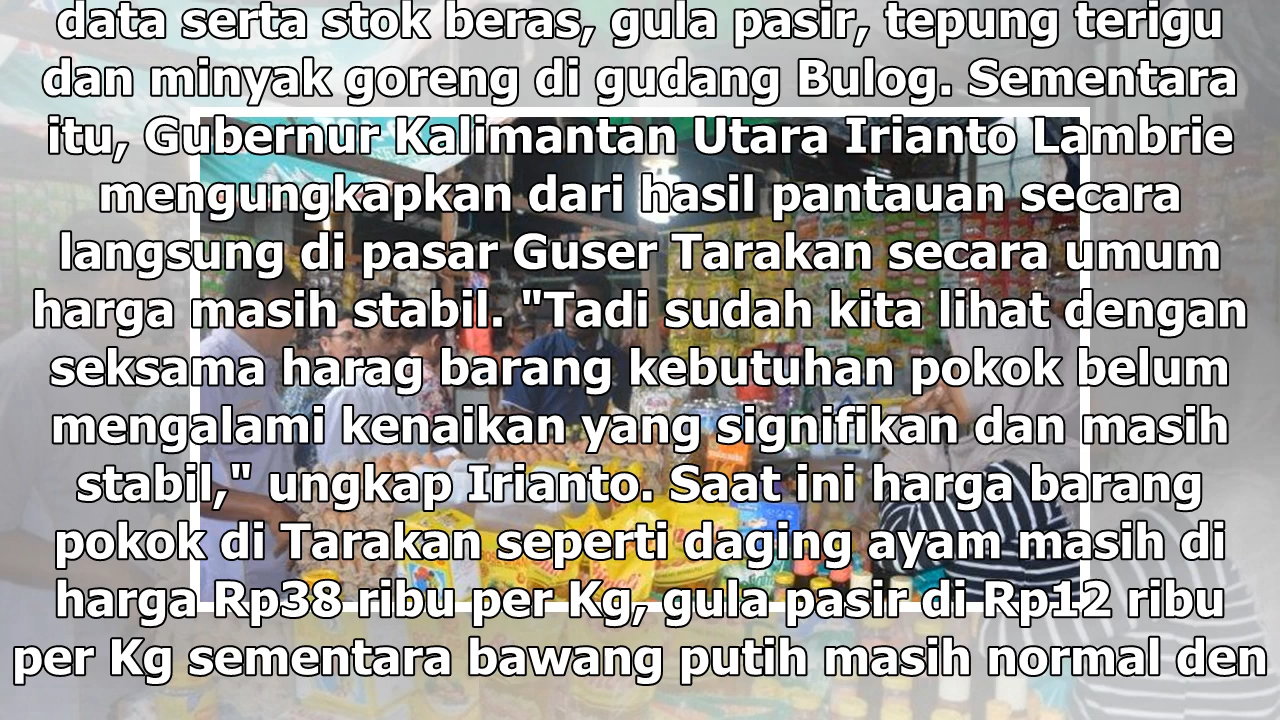 data serta stok beras, gula pasir, tepung terigu
dan minyak goreng di gudang Bulog. Sementara
itu, Gubernur Kalimantan Utara Irianto Lambrie
mengungkapkan dari hasil pantauan secara
langsung di pasar Guser Tarakan secara umum
harga masih stabil. "Tadi sudah kita lihat dengan
seksama harag barang kebutuhan pokok belum
mengalami kenaikan yang signifikan dan masih
stabil," ungkap Irianto. Saat ini harga barang
pokok di Tarakan seperti daging ayam masih di
harga Rp38 ribu per Kg, gula pasir di Rp12 ribu
per Kg sementara bawang putih masih normal den